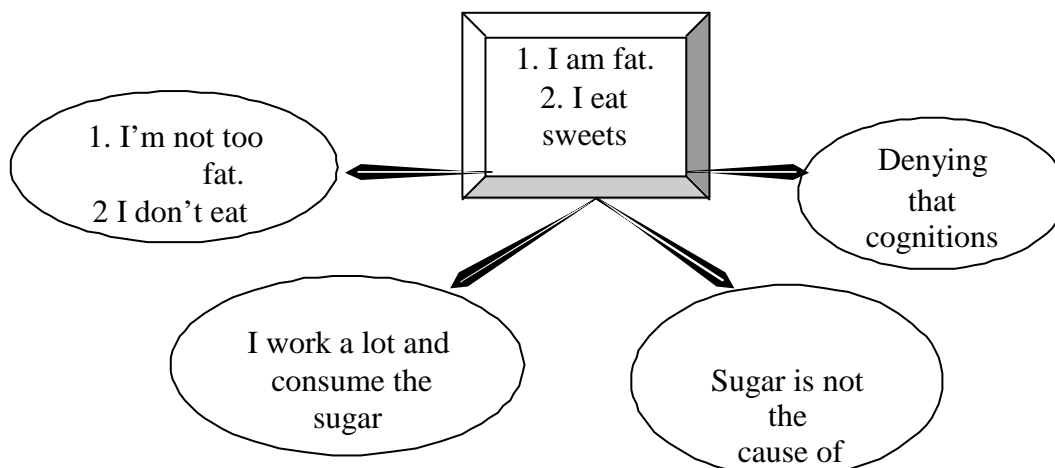 1. I am fat.
2. I eat
sweets
1. I’m not too
fat.
2 I don’t eat
Denying
that
cognitions
I work a lot and
consume the
sugar
Sugar is not
the
cause of